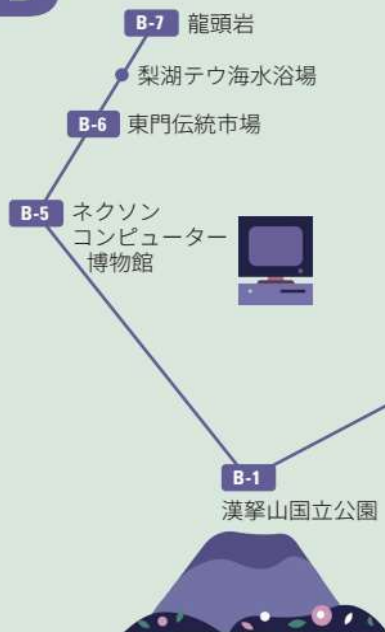 B-7 龍頭岩
梨湖テウ海水浴場
B-6 東門伝統市場
B-5 ネクソン
コンピューター
博物館
B-1
漢拏山国立公園